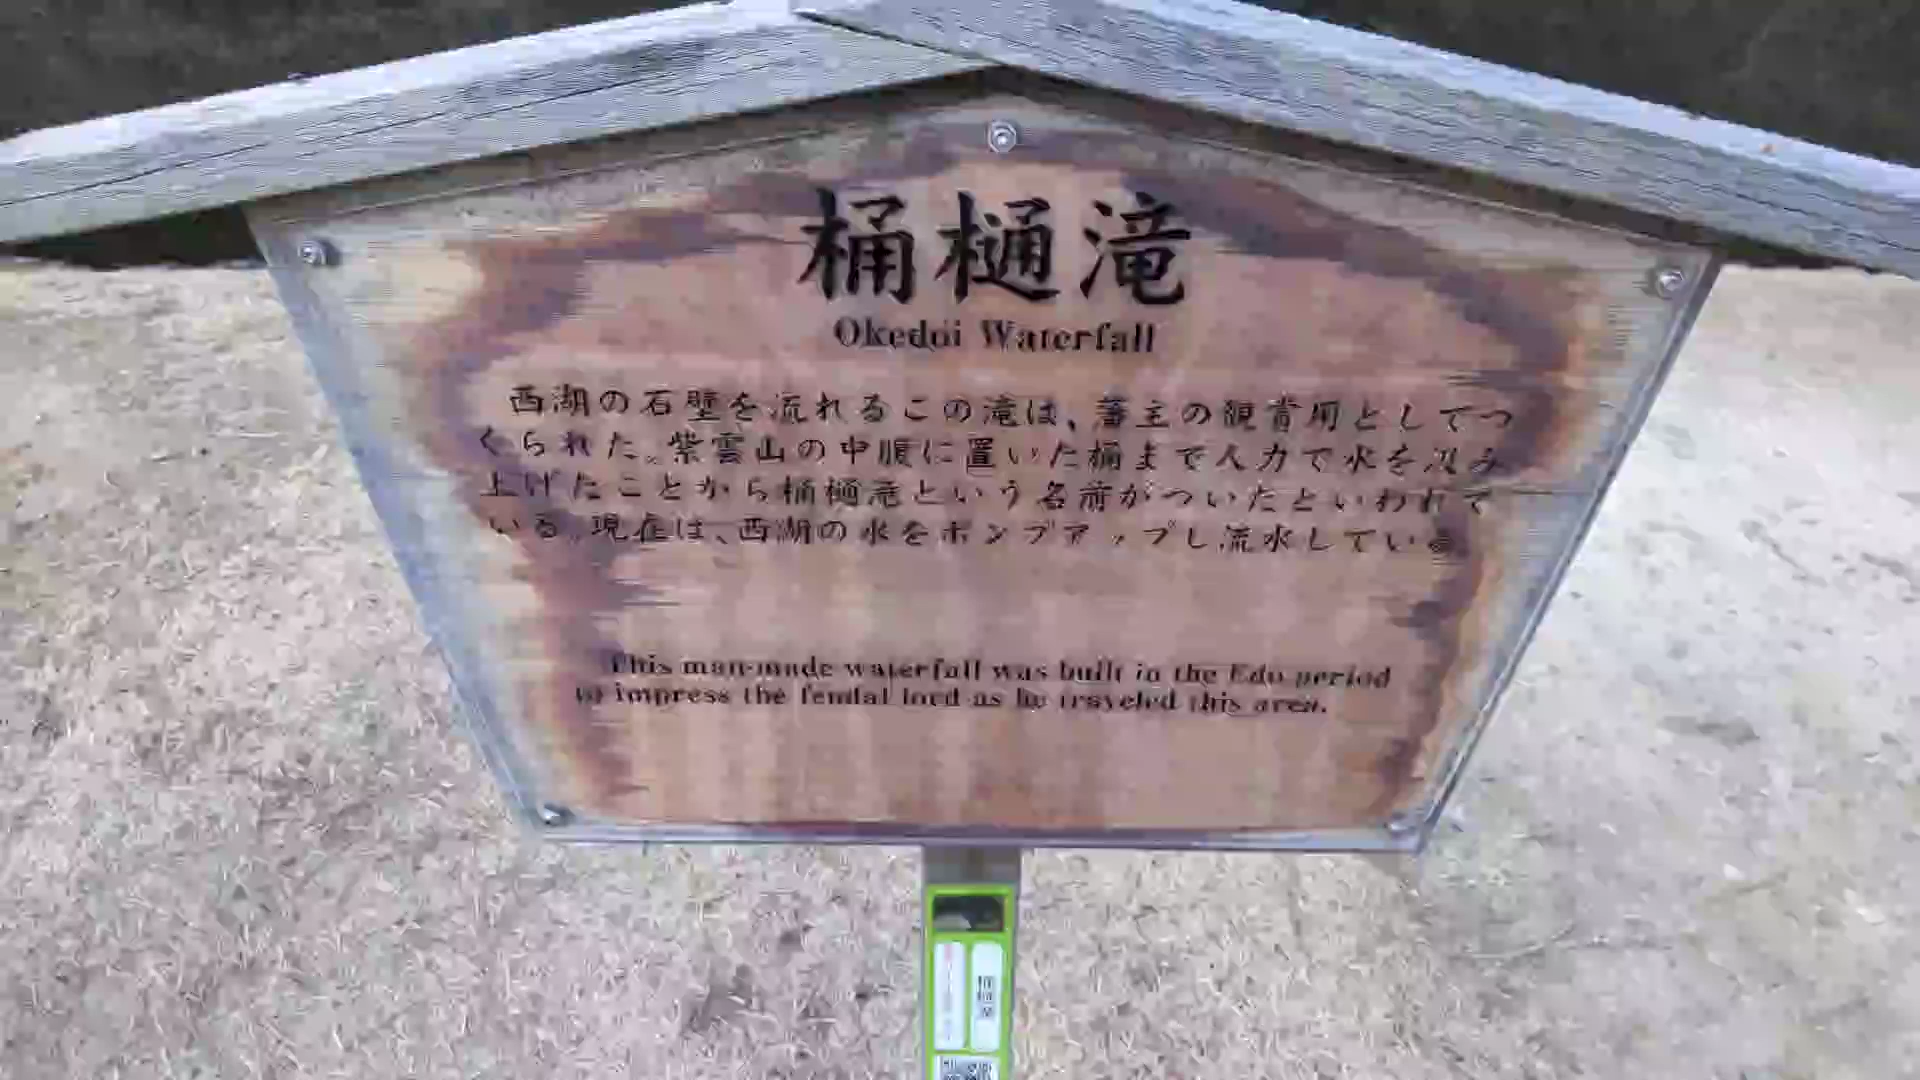 桶樋滝
Okedoi Waterfall
西湖の石壁を流れるこの滝は、藩主の観賞用としてつ
くられた。紫雲山の中腹に置いた桶まで人力で水を汲み
上げたことから桶樋滝という名前がついたといわれて
いる。現在は、西湖の水をポンプアップし流水している。
This man-made waterfall was built in the Edo period
to impress the feudal lord as he traveled this area.